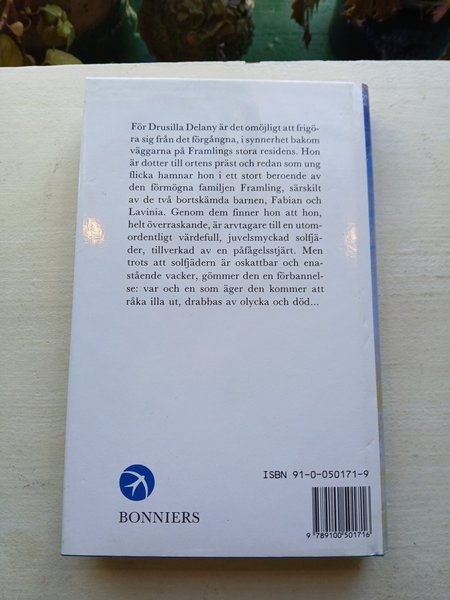 För Drusilla Delany är det omöjligt att frigö-
ra sig från det förgångna, i synnerhet bakom
väggarna på Framlings stora residens. Hon
är dotter till ortens präst och redan som ung
flicka hamnar hon i ett stort beroende av
den förmögna familjen Framling, särskilt
av de två bortskämda barnen, Fabian och
Lavinia. Genom dem finner hon att hon,
helt överraskande, är arvtagare till en utom-
ordentligt värdefull, juvelsmyckad solfjä-
der, tillverkad av en påfågelsstjärt. Men
trots att solfjädern är oskattbar och ena-
stående vacker, gömmer den en förbannel-
se: var och en som äger den kommer att
råka illa ut, drabbas av olycka och död...
ISBN 91-0-050171-9
BONNIERS
9 789100 501716